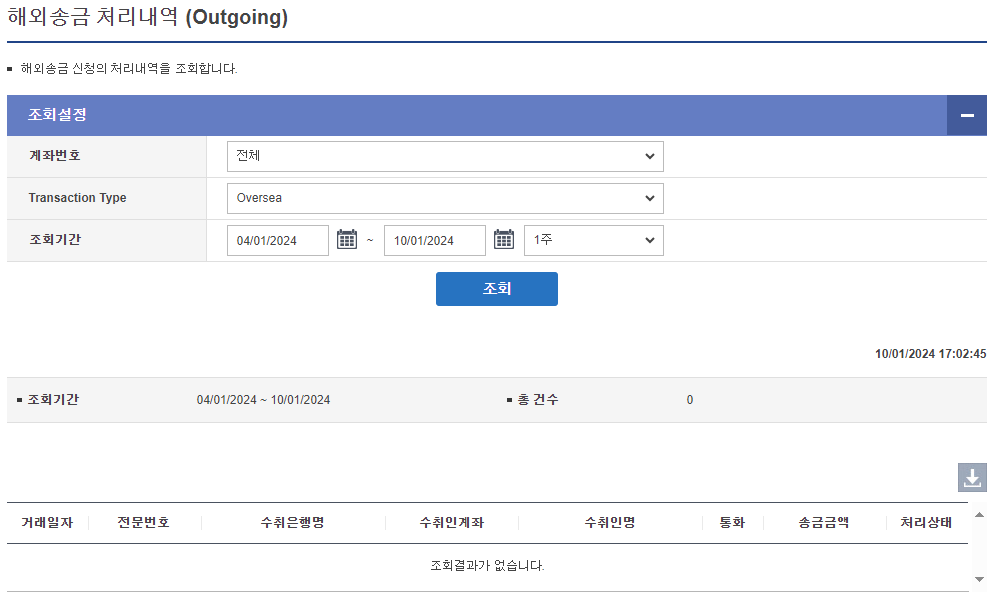 해외송금 처리내역 (Outgoing)
해외송금 신청의 처리내역을 조회합니다.
조회설정
계좌번호 전체
Transaction Type Oversea
조회기간 04/01/2024 ~ 10/01/2024 1주
조회
10/01/2024 17:02:45
조회기간 04/01/2024 ~ 10/01/2024 총 건수 0
거래일자 전문번호 수취은행명 수취인계좌 수취인명 통화 송금금액 처리상태
조회결과가 없습니다.